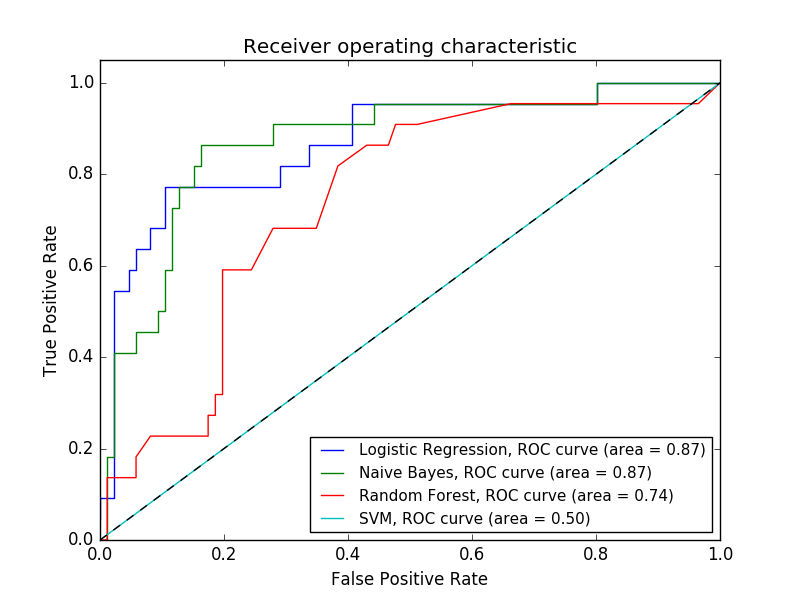 Receiver operating characteristic
True Positive Rate
1.0
0.8
0.6
0.4
0.2
0.0
Logistic Regression, ROC curve (area = 0.87)
Naive Bayes, ROC curve (area = 0.87)
Random Forest, ROC curve (area = 0.74)
SVM, ROC curve (area = 0.50)
0.0 0.2 0.4 0.6 0.8 1.0
False Positive Rate